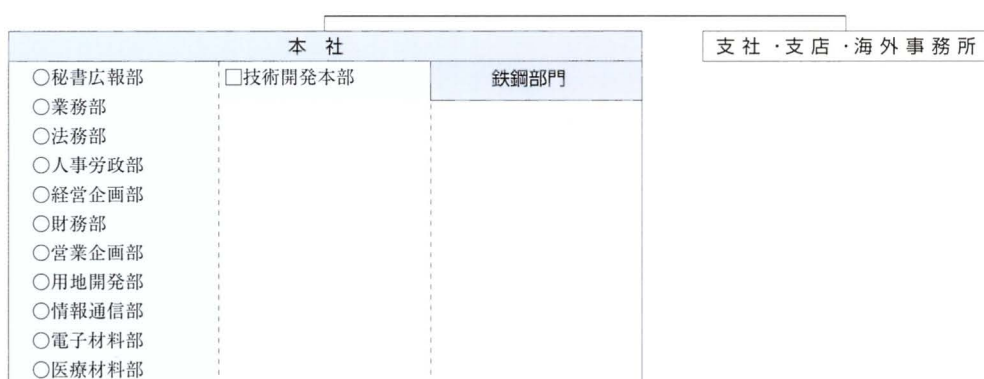 本 社
支社・支店・海外事務所
○秘書広報部
○業務部
○法務部
○人事労政部
○経営企画部
○財務部
○営業企画部
○用地開発部
○情報通信部
○電子材料部
○医療材料部
□技術開発本部
鉄鋼部門